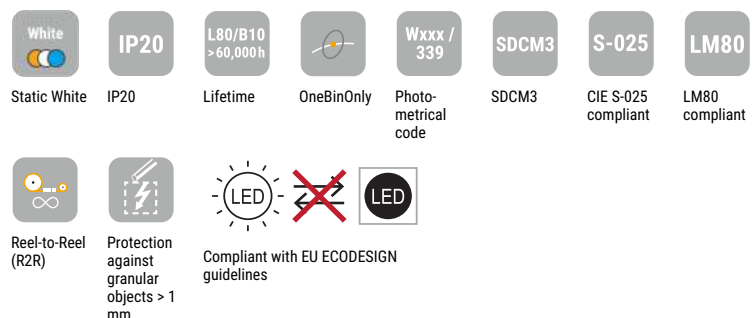 White
IP20
L80/B10
>60,000h
Wxxx /
339
SDCM3
S-025
LM80
Static White
IP20
Lifetime
OneBinOnly
Photo-
metrical
code
SDCM3
CIE S-025
compliant
LM80
compliant
LED
LED
Reel-to-Reel
(R2R)
Protection
against
granular
objects > 1
mm
Compliant with EU ECODESIGN
guidelines